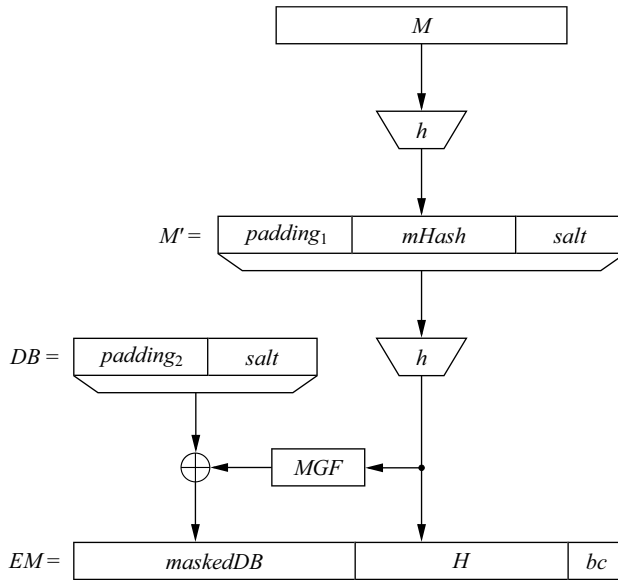 M
h
M′ = padding₁ mHash salt
DB = padding₂ salt
h
MGF
EM = maskedDB H bc